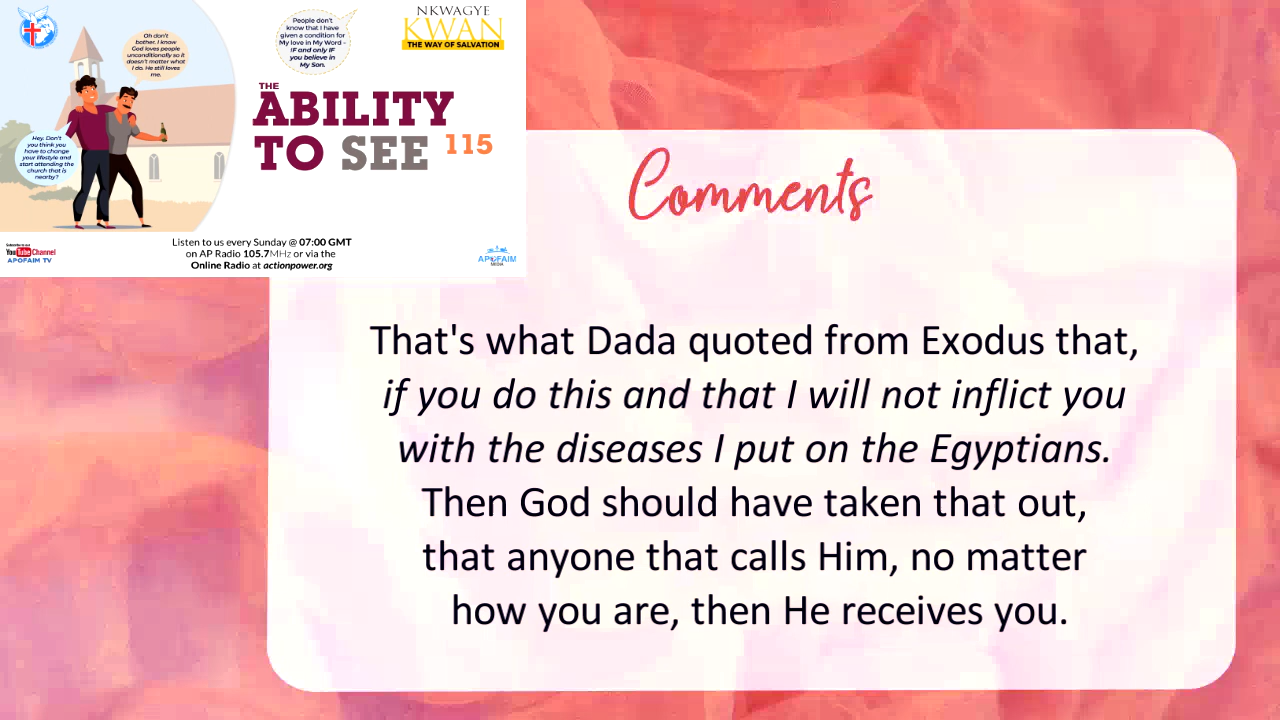 Oh don't
bother. I know
God loves people
unconditionally so it
doesn't matter what
I do. He still loves
me.
Hey, Don't
you think you
have to change
your lifestyle and
start attending the
church that is
nearby?
People don't
know that I have
given a condition for
My love in My Word -
IF and only IF
you believe in
My Son.
NKWAGYE
KWAN
THE WAY OF SALVATION
THE
ABILITY
TO SEE 115
Listen to us every Sunday @ 07:00 GMT
on AP Radio 105.7MHz or via the
Online Radio at actionpower.org
YouTube Channel
APOFAIM TV
APOFAIM
MEDIA
Comments
That's what Dada quoted from Exodus that,
if you do this and that I will not inflict you
with the diseases I put on the Egyptians.
Then God should have taken that out,
that anyone that calls Him, no matter
how you are, then He receives you.